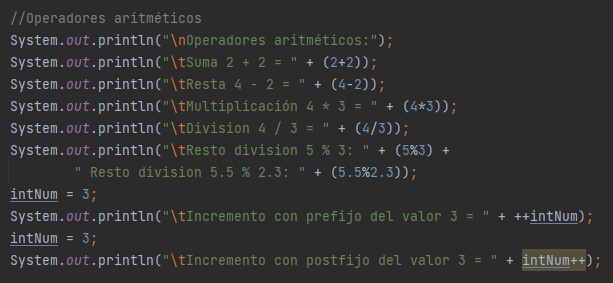 //Operadores aritméticos
System.out.println("\nOperadores aritméticos:");
System.out.println("\tSuma 2 + 2 = " + (2+2));
System.out.println("\tResta 4 - 2 = " + (4-2));
System.out.println("\tMultiplicación 4 * 3 = " + (4*3));
System.out.println("\tDivision 4 / 3 = " + (4/3));
System.out.println("\tResto division 5 % 3: " + (5%3) +
" Resto division 5.5 % 2.3: " + (5.5%2.3));
intNum = 3;
System.out.println("\tIncremento con prefijo del valor 3 = " + ++intNum);
intNum = 3;
System.out.println("\tIncremento con postfijo del valor 3 = " + intNum++);